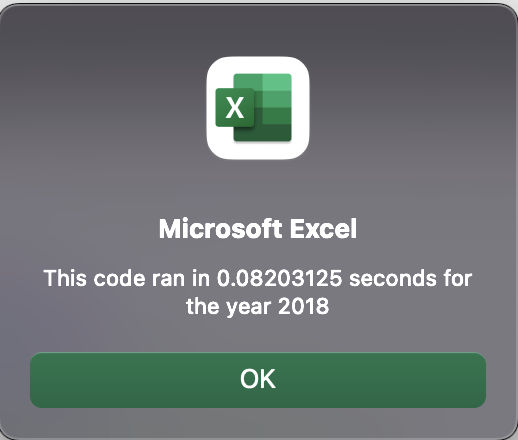 X
Microsoft Excel
This code ran in 0.08203125 seconds for
the year 2018
OK